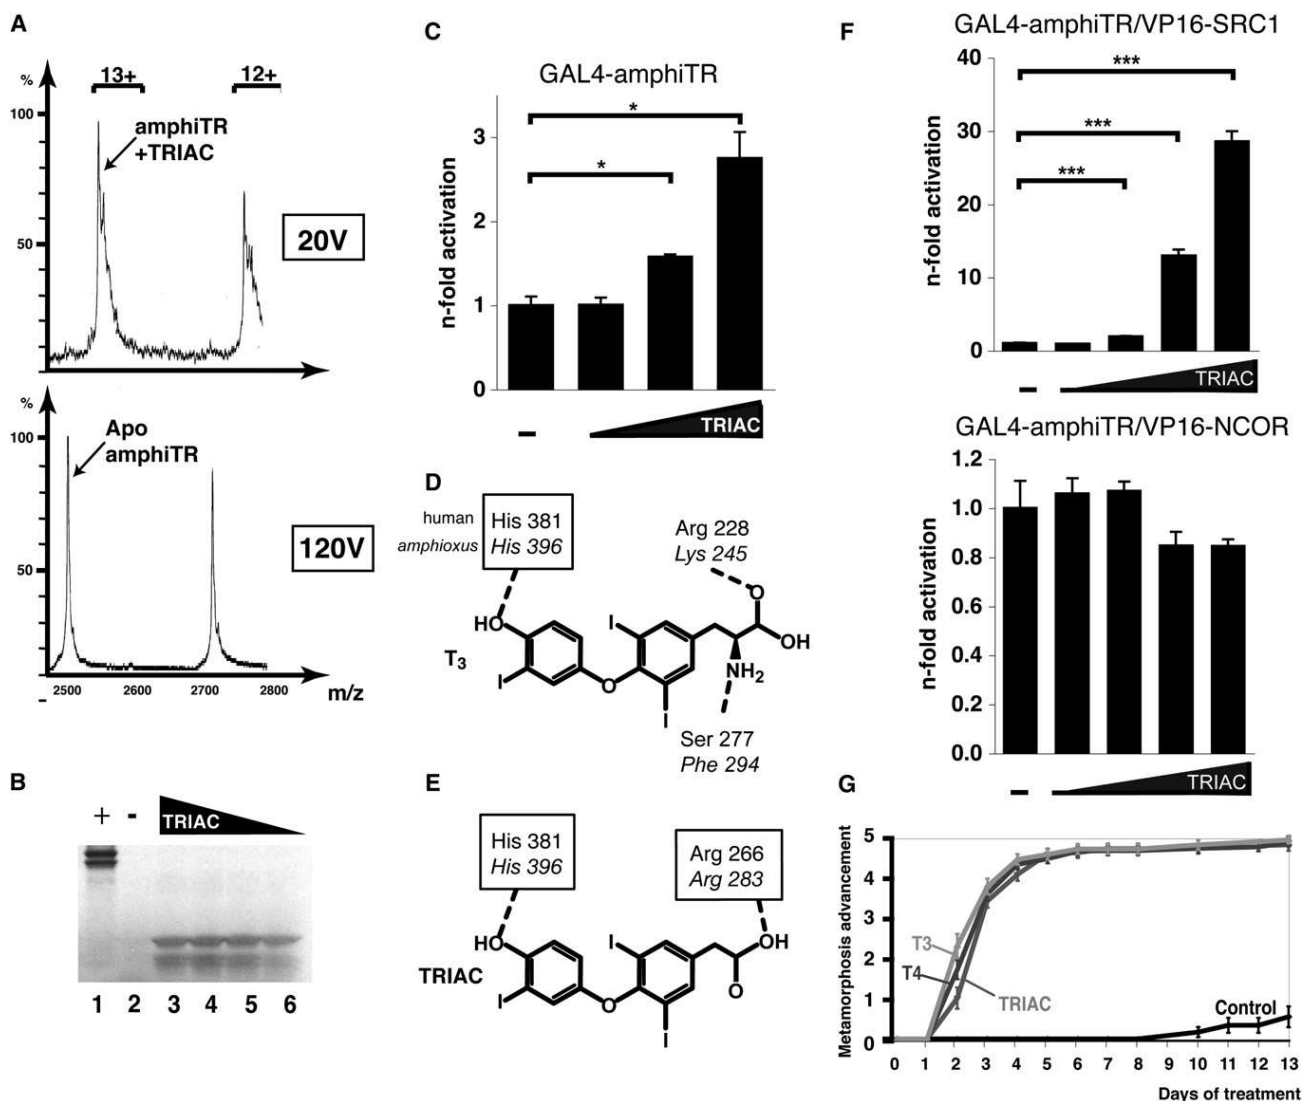 A
%
13+
12+
100
amphiTR
+TRIAC
50
20V
%
100
Apo
amphiTR
50
120V
2500
2600
2700
2800
m/z
B
+
-
TRIAC
1
2
3
4
5
6
C
GAL4-amphiTR
n-fold activation
3
2
1
0
*
*
-
TRIAC
D
human
amphioxus
His 381
His 396
Arg 228
Lys 245
HO
I
O
OH
T3
I
O
NH2
I
Ser 277
Phe 294
E
His 381
His 396
Arg 266
Arg 283
HO
I
OH
TRIAC
I
O
O
I
F
GAL4-amphiTR/VP16-SRC1
n-fold activation
40
30
20
10
0
***
***
***
-
TRIAC
GAL4-amphiTR/VP16-NCOR
n-fold activation
1.2
1.0
0.8
0.6
0.4
0.2
0.0
-
TRIAC
G
Metamorphosis advancement
5
4
3
2
1
0
T3
T4
TRIAC
Control
0 1 2 3 4 5 6 7 8 9 10 11 12 13
Days of treatment